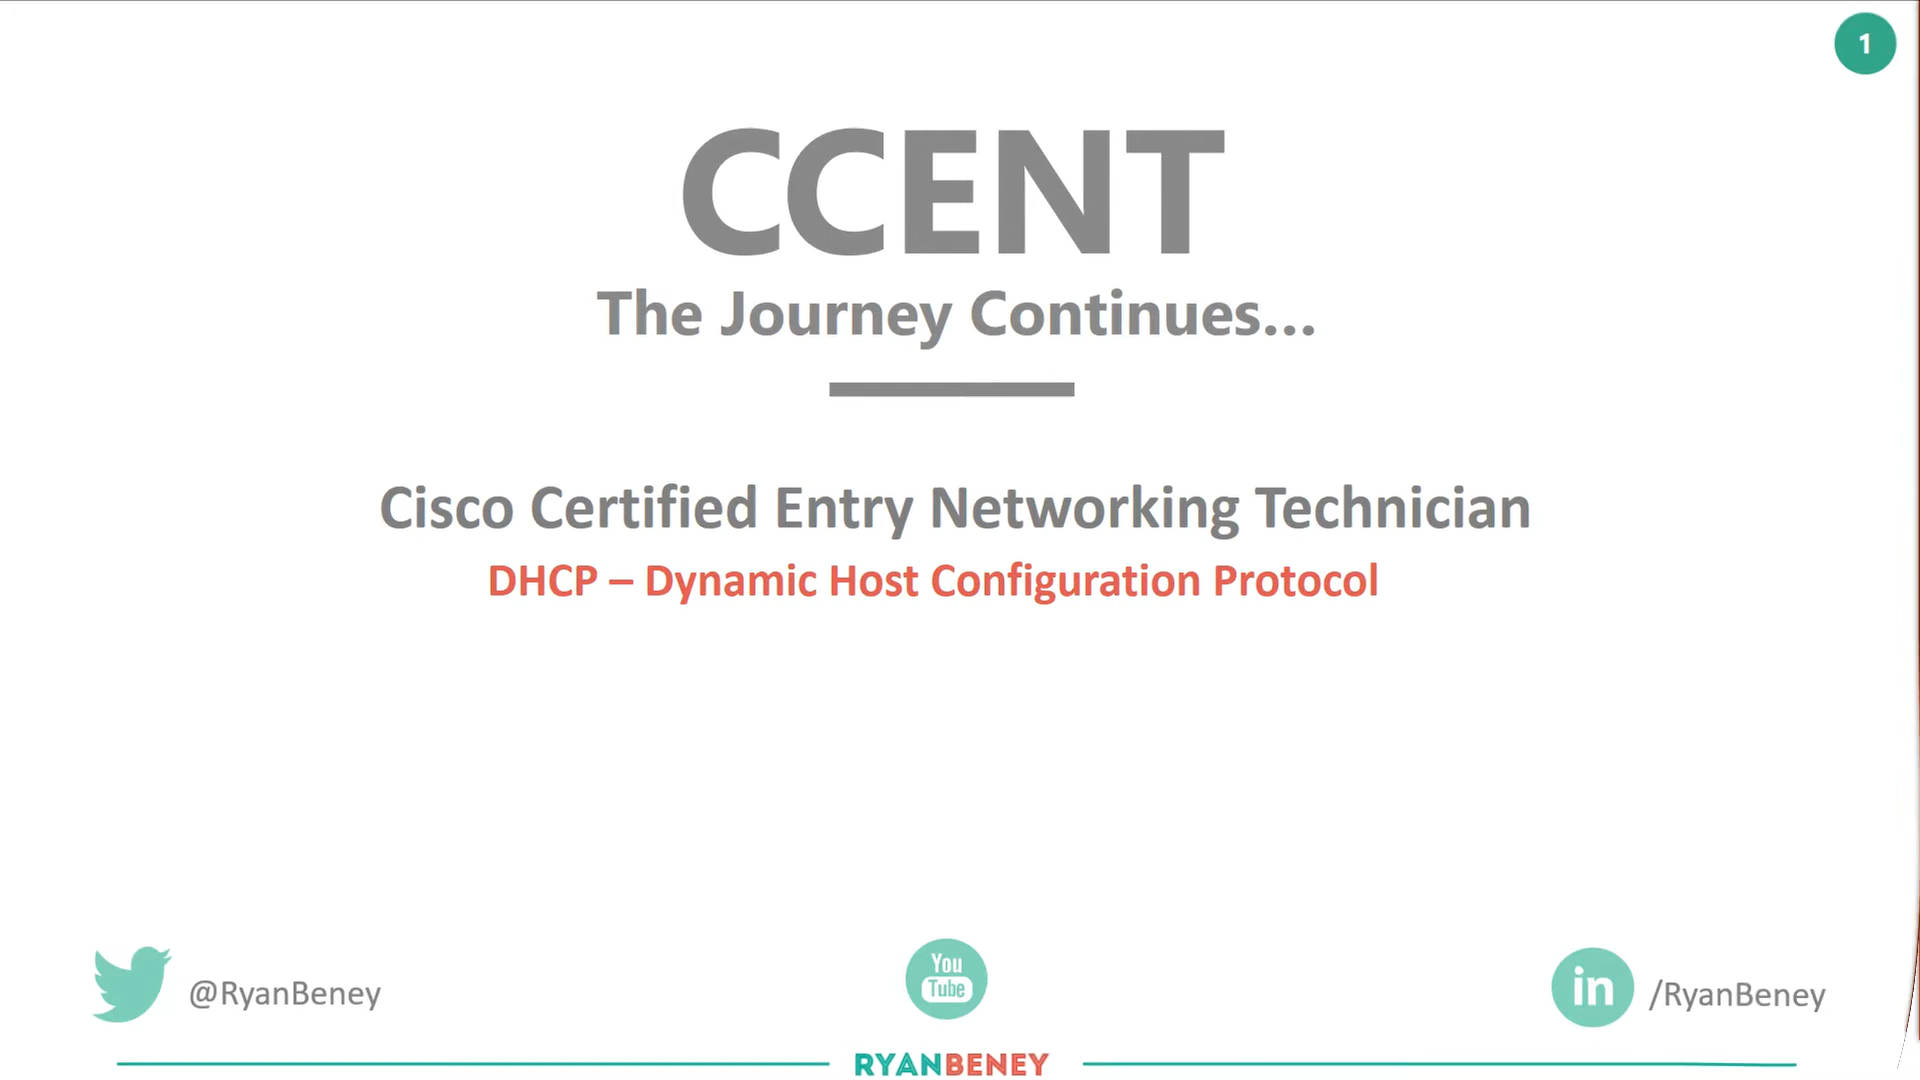 1
CCENT
The Journey Continues...
Cisco Certified Entry Networking Technician
DHCP – Dynamic Host Configuration Protocol
@RyanBeney
You
Tube
in
/RyanBeney
RYANBENEY